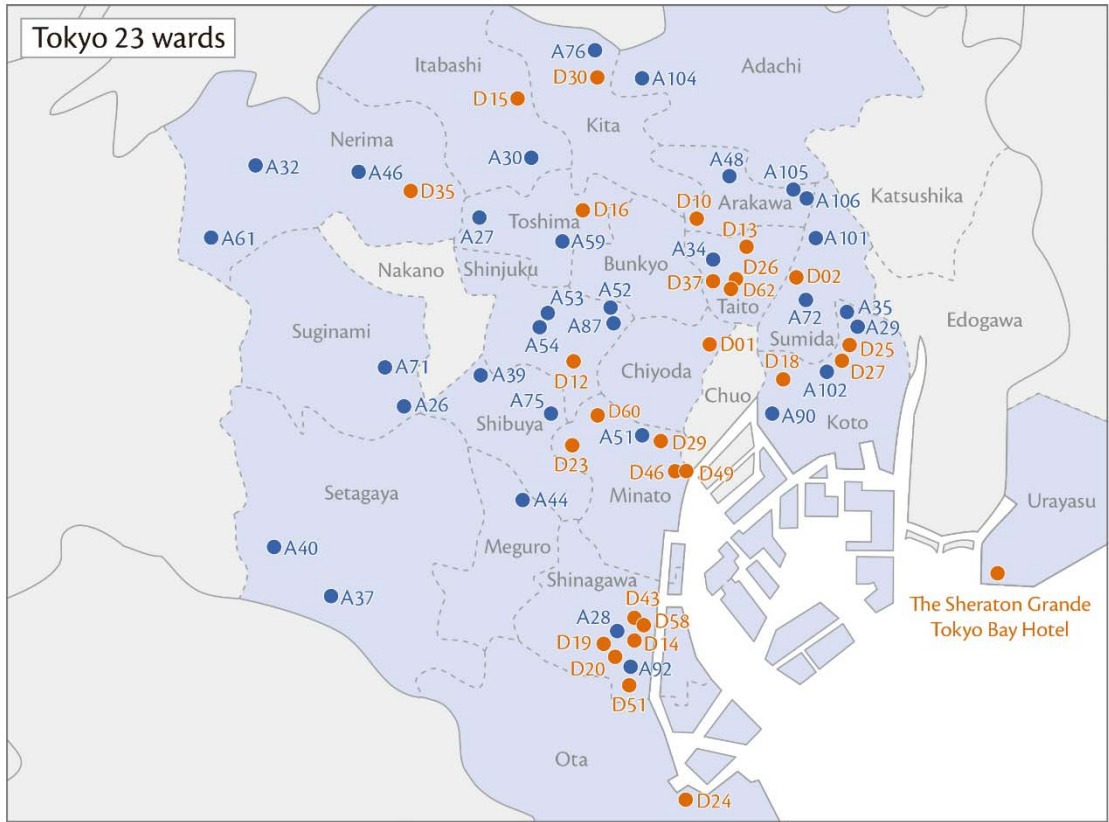 Tokyo 23 wards
A76
Itabashi
D30
A104
Adachi
D15
Kita
Nerima
A30
A32
A46
A48
A105
D35
Katsushika
A106
D16
D10
Arakawa
Toshima
A27
D13
A61
A59
A101
A34
Nakano
Shinjuku
Bunkyo
D26
D02
D37
D62
A53
A52
Taito
A72
A35
Suginami
A87
A29
A54
Sumida
D01
D25
D18
D27
A71
D12
Chiyoda
A39
A102
Chuo
A26
A75
D60
A90
Koto
Shibuya
A51
D29
Edogawa
D23
D46
D49
Setagaya
Minato
A44
Urayasu
A40
Meguro
Shinagawa
A37
D43
The Sheraton Grande
Tokyo Bay Hotel
A28
D58
D19
D14
D20
A92
D51
Ota
D24